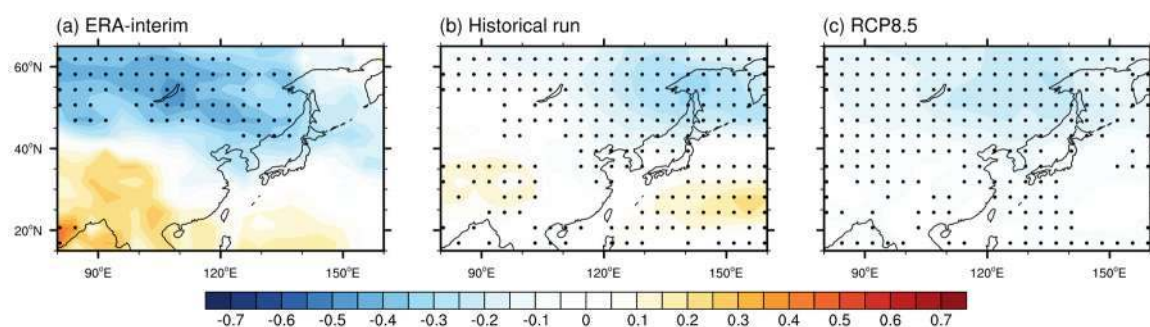 (a) ERA-interim (b) Historical run (c) RCP8.5
60°N
40°N
20°N
90°E 120°E 150°E 90°E 120°E 150°E 90°E 120°E 150°E
-0.7 -0.6 -0.5 -0.4 -0.3 -0.2 -0.1 0 0.1 0.2 0.3 0.4 0.5 0.6 0.7